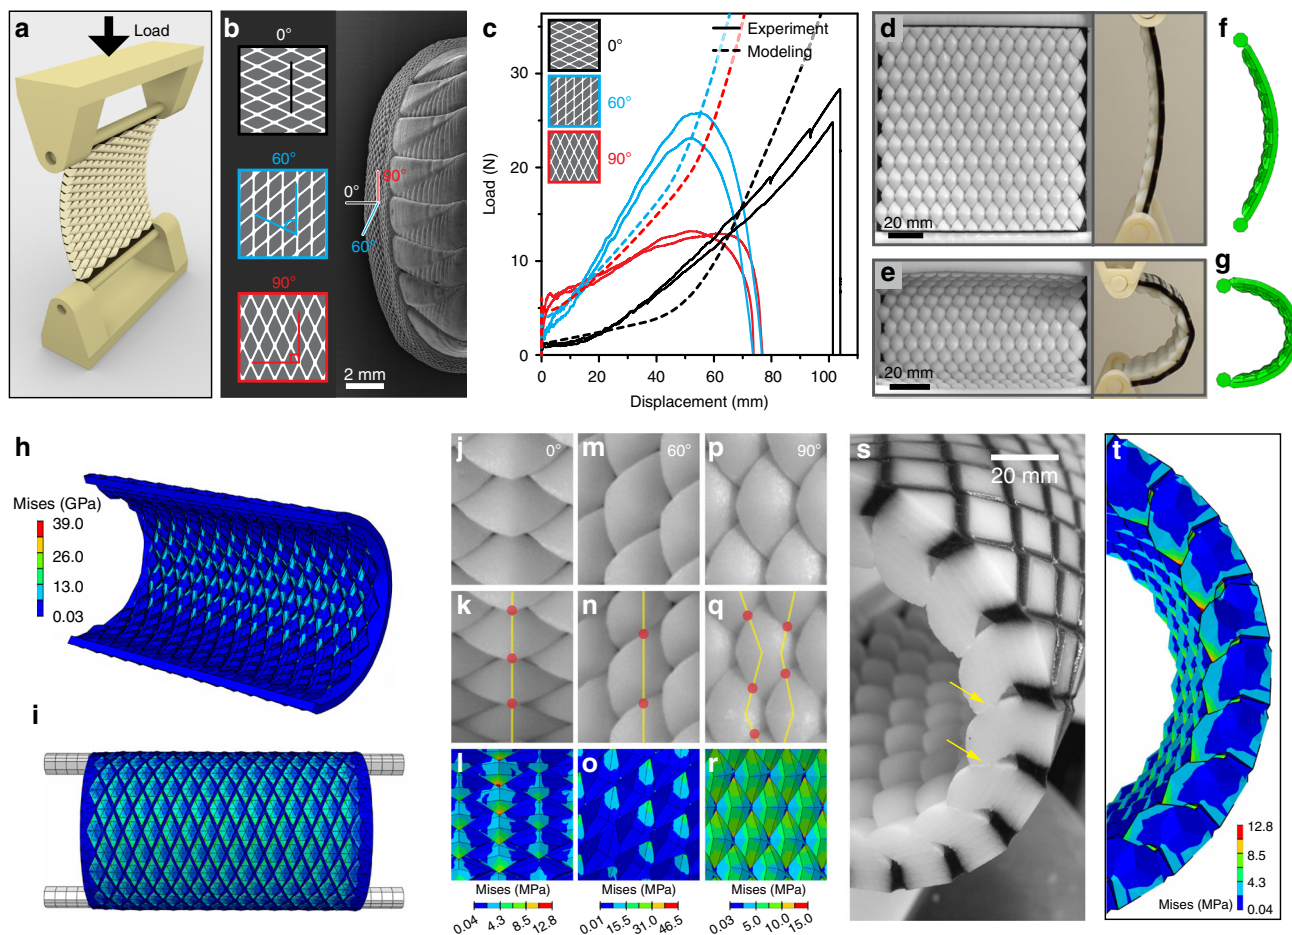 a
Load
b
0°
60°
90°
0°
90°
60°
2 mm
c
0°
60°
90°
Experiment
Modeling
Load (N)
30
20
10
0
0
20
40
60
80
100
Displacement (mm)
d
20 mm
e
20 mm
f
g
h
Mises (GPa)
39.0
26.0
13.0
0.03
i
j
0°
m
60°
p
90°
k
n
q
l
o
r
Mises (MPa)
0.04
4.3
8.5
12.8
Mises (MPa)
0.01
15.5
31.0
46.5
Mises (MPa)
0.03
5.0
10.0
15.0
s
20 mm
t
12.8
8.5
4.3
0.04
Mises (MPa)